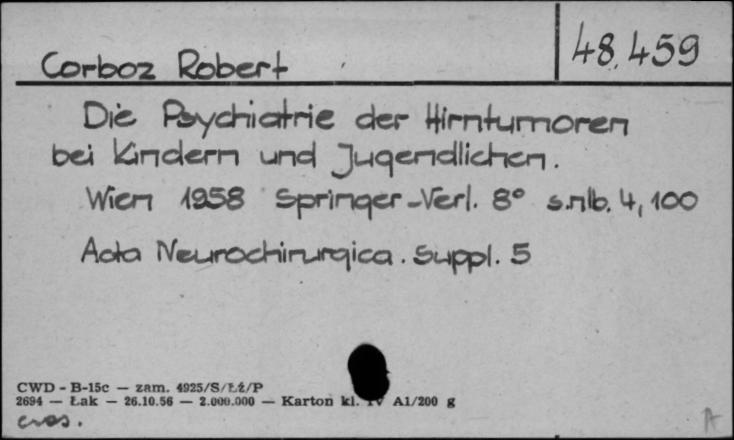 48.459
Corboz Robert
Die Psychiatrie der Hirntumoren
bei Kindern und Jugendlichen.
Wien 1958 Springer-Verl. 8° s.nlb. 4, 100
Acta Neurochirurgica. Suppl. 5
CWD - B-15c — zam. 4925/S/Łź/P
2694 — Łak — 26.10.56 — 2.000.000 — Karton kl. IV A1/200 g
A